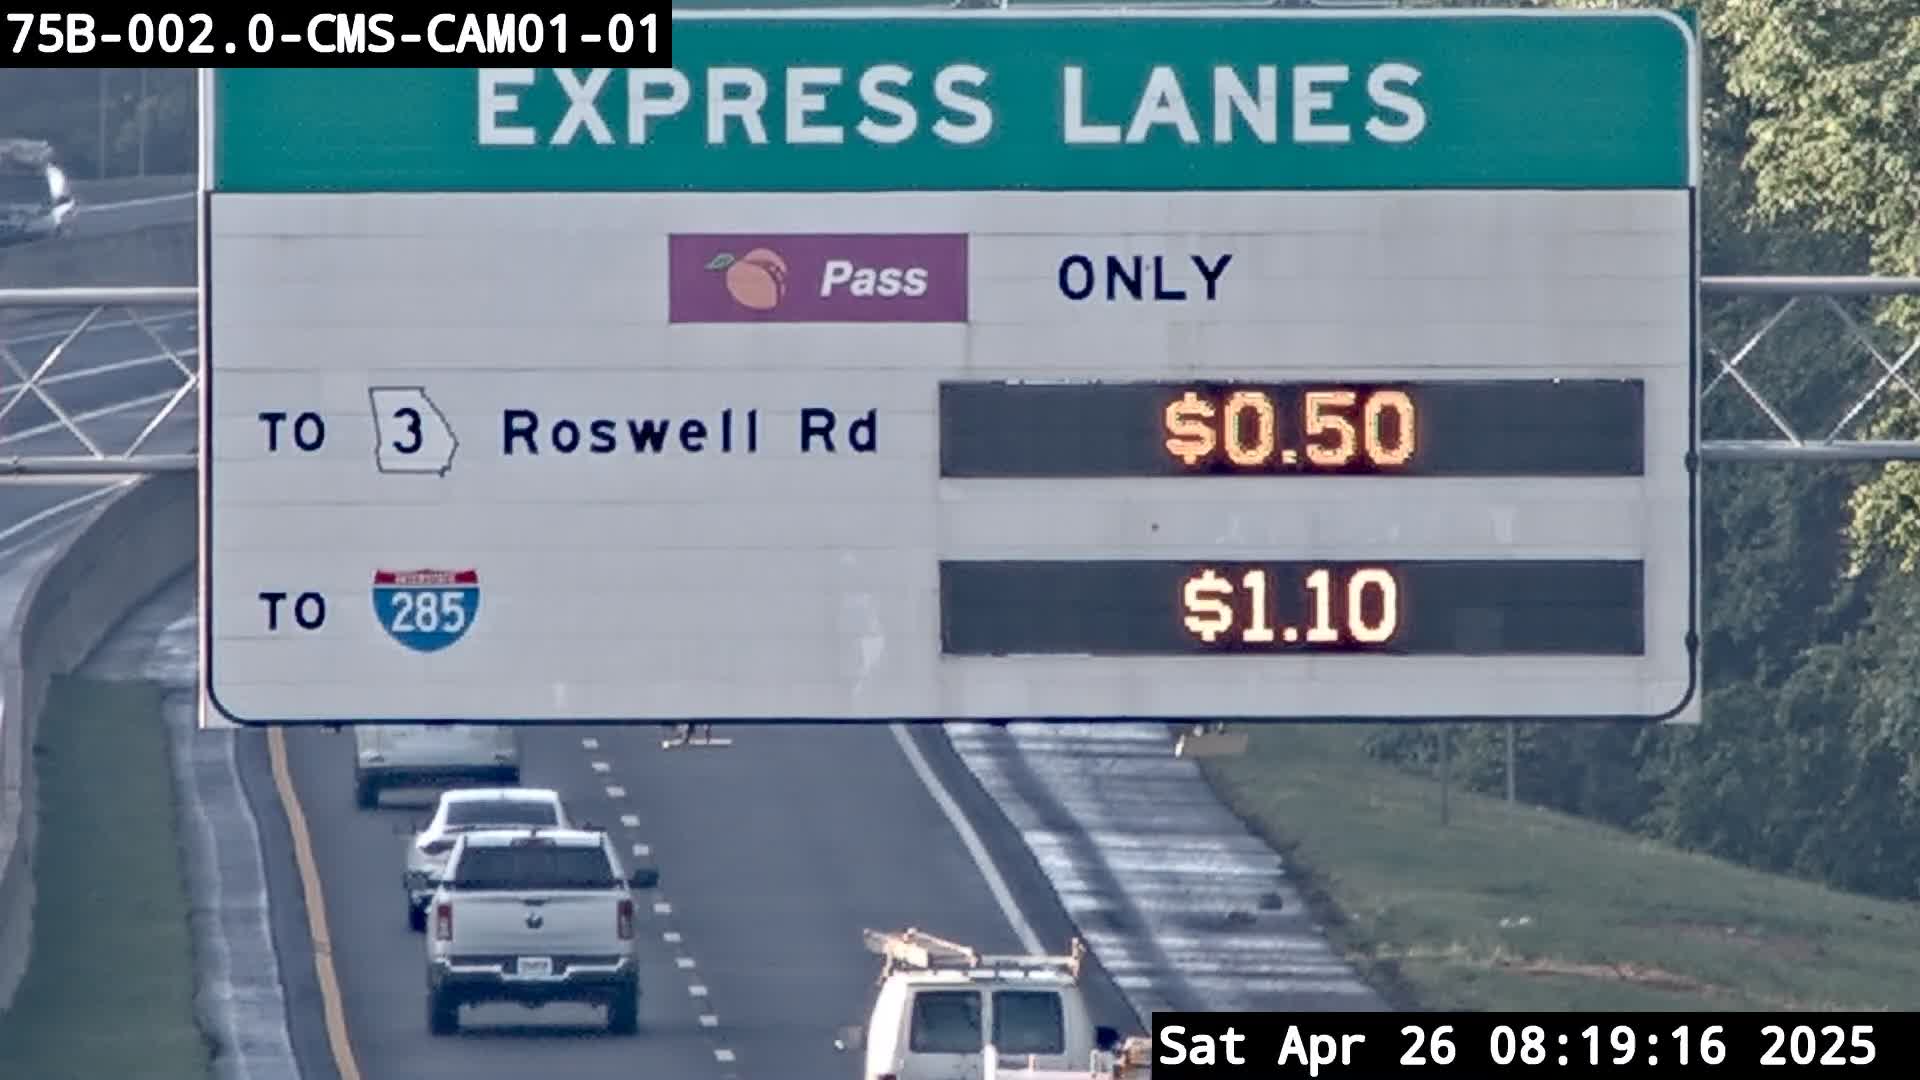 75B-002.0-CMS-CAM01-01
EXPRESS LANES
Pass ONLY
TO 3 Roswell Rd $0.50
TO 285 $1.10
Sat Apr 26 08:19:16 2025